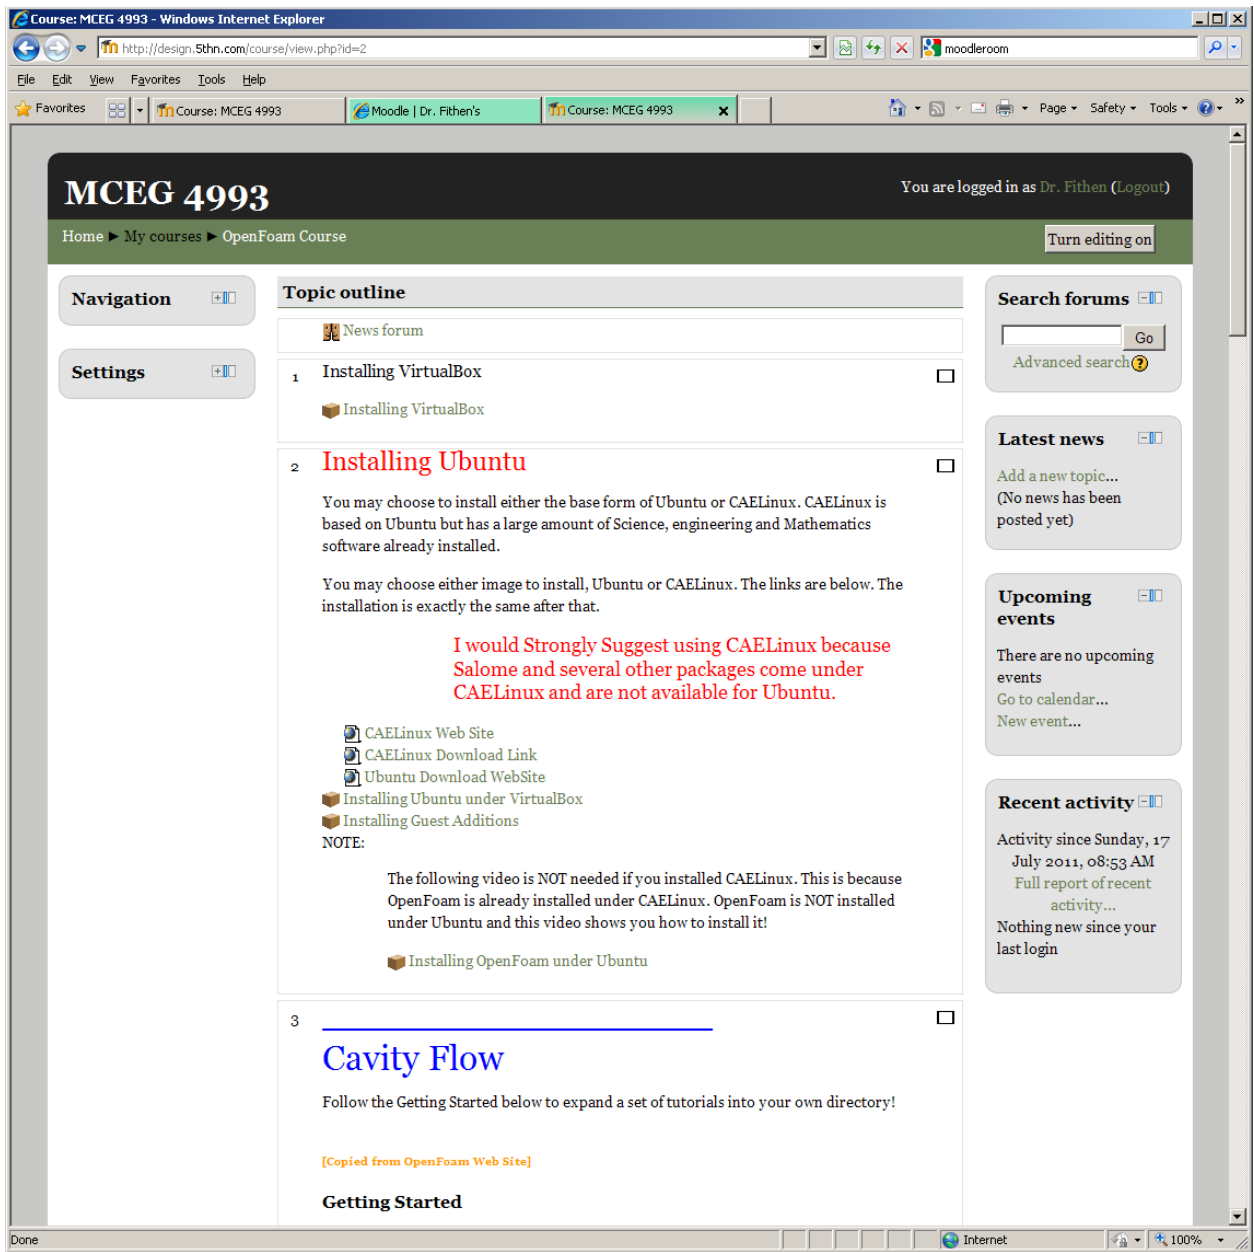 Course: MCEG 4993 - Windows Internet Explorer
http://design.5thn.com/course/view.php?id=2
moodleroom
File Edit View Favorites Tools Help
Favorites
Course: MCEG 4993
Moodle | Dr. Fithen's
Course: MCEG 4993
Page Safety Tools
MCEG 4993
You are logged in as Dr. Fithen (Logout)
Home ► My courses ► OpenFoam Course
Turn editing on
Navigation
Settings
Topic outline
News forum
1
Installing VirtualBox
Installing VirtualBox
2
Installing Ubuntu
You may choose to install either the base form of Ubuntu or CAELinux. CAELinux is
based on Ubuntu but has a large amount of Science, engineering and Mathematics
software already installed.
You may choose either image to install, Ubuntu or CAELinux. The links are below. The
installation is exactly the same after that.
I would Strongly Suggest using CAELinux because
Salome and several other packages come under
CAELinux and are not available for Ubuntu.
CAELinux Web Site
CAELinux Download Link
Ubuntu Download WebSite
Installing Ubuntu under VirtualBox
Installing Guest Additions
NOTE:
The following video is NOT needed if you installed CAELinux. This is because
OpenFoam is already installed under CAELinux. OpenFoam is NOT installed
under Ubuntu and this video shows you how to install it!
Installing OpenFoam under Ubuntu
3
Cavity Flow
Follow the Getting Started below to expand a set of tutorials into your own directory!
[Copied from OpenFoam Web Site]
Getting Started
Search forums
Go
Advanced search
Latest news
Add a new topic...
(No news has been
posted yet)
Upcoming
events
There are no upcoming
events
Go to calendar...
New event...
Recent activity
Activity since Sunday, 17
July 2011, 08:53 AM
Full report of recent
activity...
Nothing new since your
last login
Done
Internet
100%